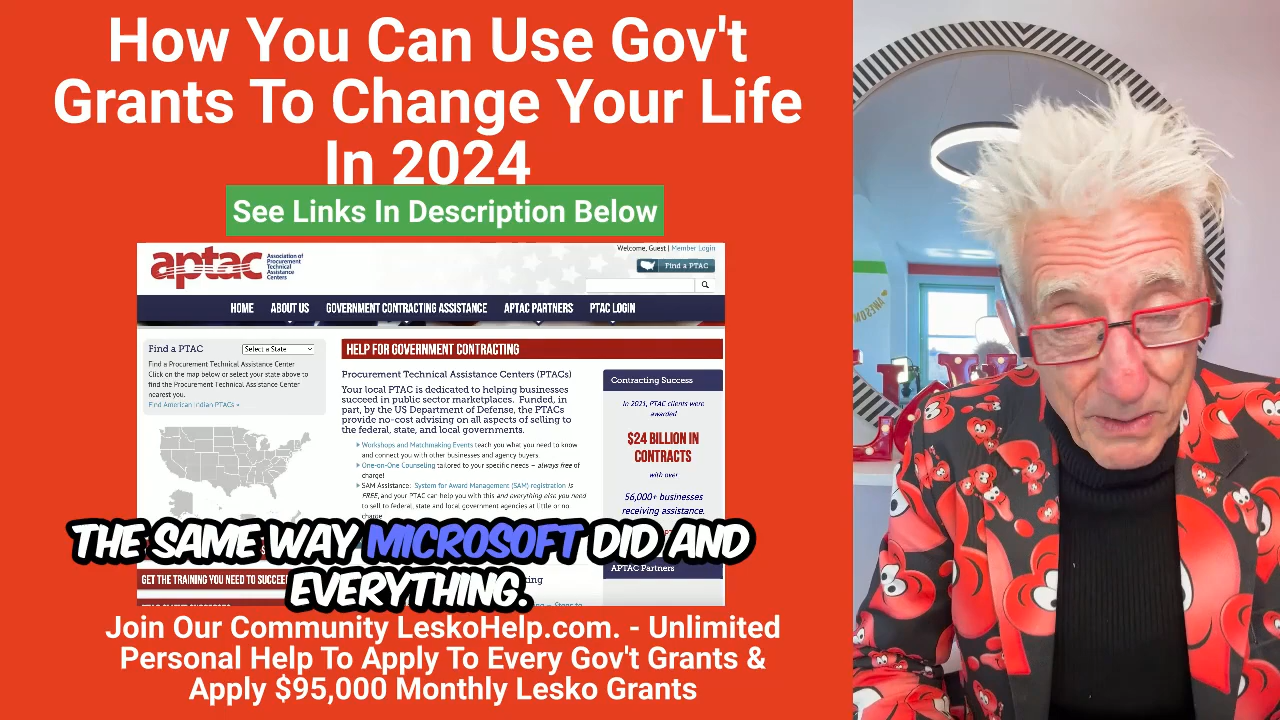 How You Can Use Gov't
Grants To Change Your Life
In 2024
See Links In Description Below
Welcome, Guest | Member Login
aptac
Association of
Procurement
Technical
Assistance
Centers
Find a PTAC
HOME
ABOUT US
GOVERNMENT CONTRACTING ASSISTANCE
APTAC PARTNERS
PTAC LOGIN
Find a PTAC
Select a State
Find a Procurement Technical Assistance Center
Click on the map below or select your state above to
find the Procurement Technical. Assistance Center
nearest you.
Find American Indian PTACs »
HELP FOR GOVERNMENT CONTRACTING
Procurement Technical Assistance Centers (PTACs)
Your local PTAC is dedicated to helping businesses
succeed in public sector marketplaces. Funded, in
part, by the US Department of Defense, the PTACs
provide no-cost advising on all aspects of selling to
the federal, state, and local governments.
Workshops and Matchmaking Events teach you what you need to know
and connect you with other businesses and agency buyers.
One-on-One Counseling tailored to your specific needs – always free of
charge!
SAM Assistance: System for Award Management (SAM) registration is
FREE, and your PTAC can help you with this and everything else you need
to sell to federal, state and local government agencies at little or no
charge
Contracting Success
In 2021, PTAC clients were
awarded
$24 BILLION IN
CONTRACTS
with over
56,000+ businesses
receiving assistance.
APTAC Partners
THE SAME WAY MICROSOFT DID AND
EVERYTHING.
GET THE TRAINING YOU NEED TO SUCCEE
Join Our Community LeskoHelp.com. - Unlimited
Personal Help To Apply To Every Gov't Grants &
Apply $95,000 Monthly Lesko Grants
AWESOME